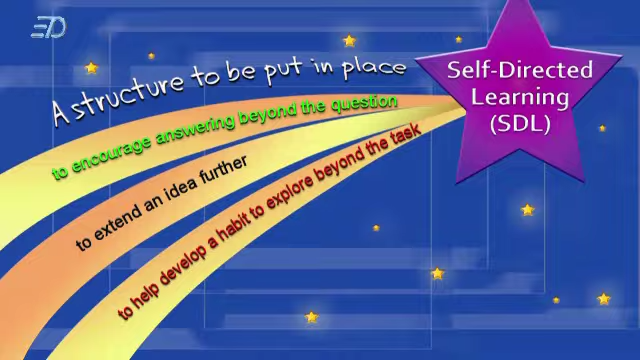 A structure to be put in place
Self-Directed
Learning
(SDL)
to encourage answering beyond the question
to extend an idea further
to help develop a habit to explore beyond the task